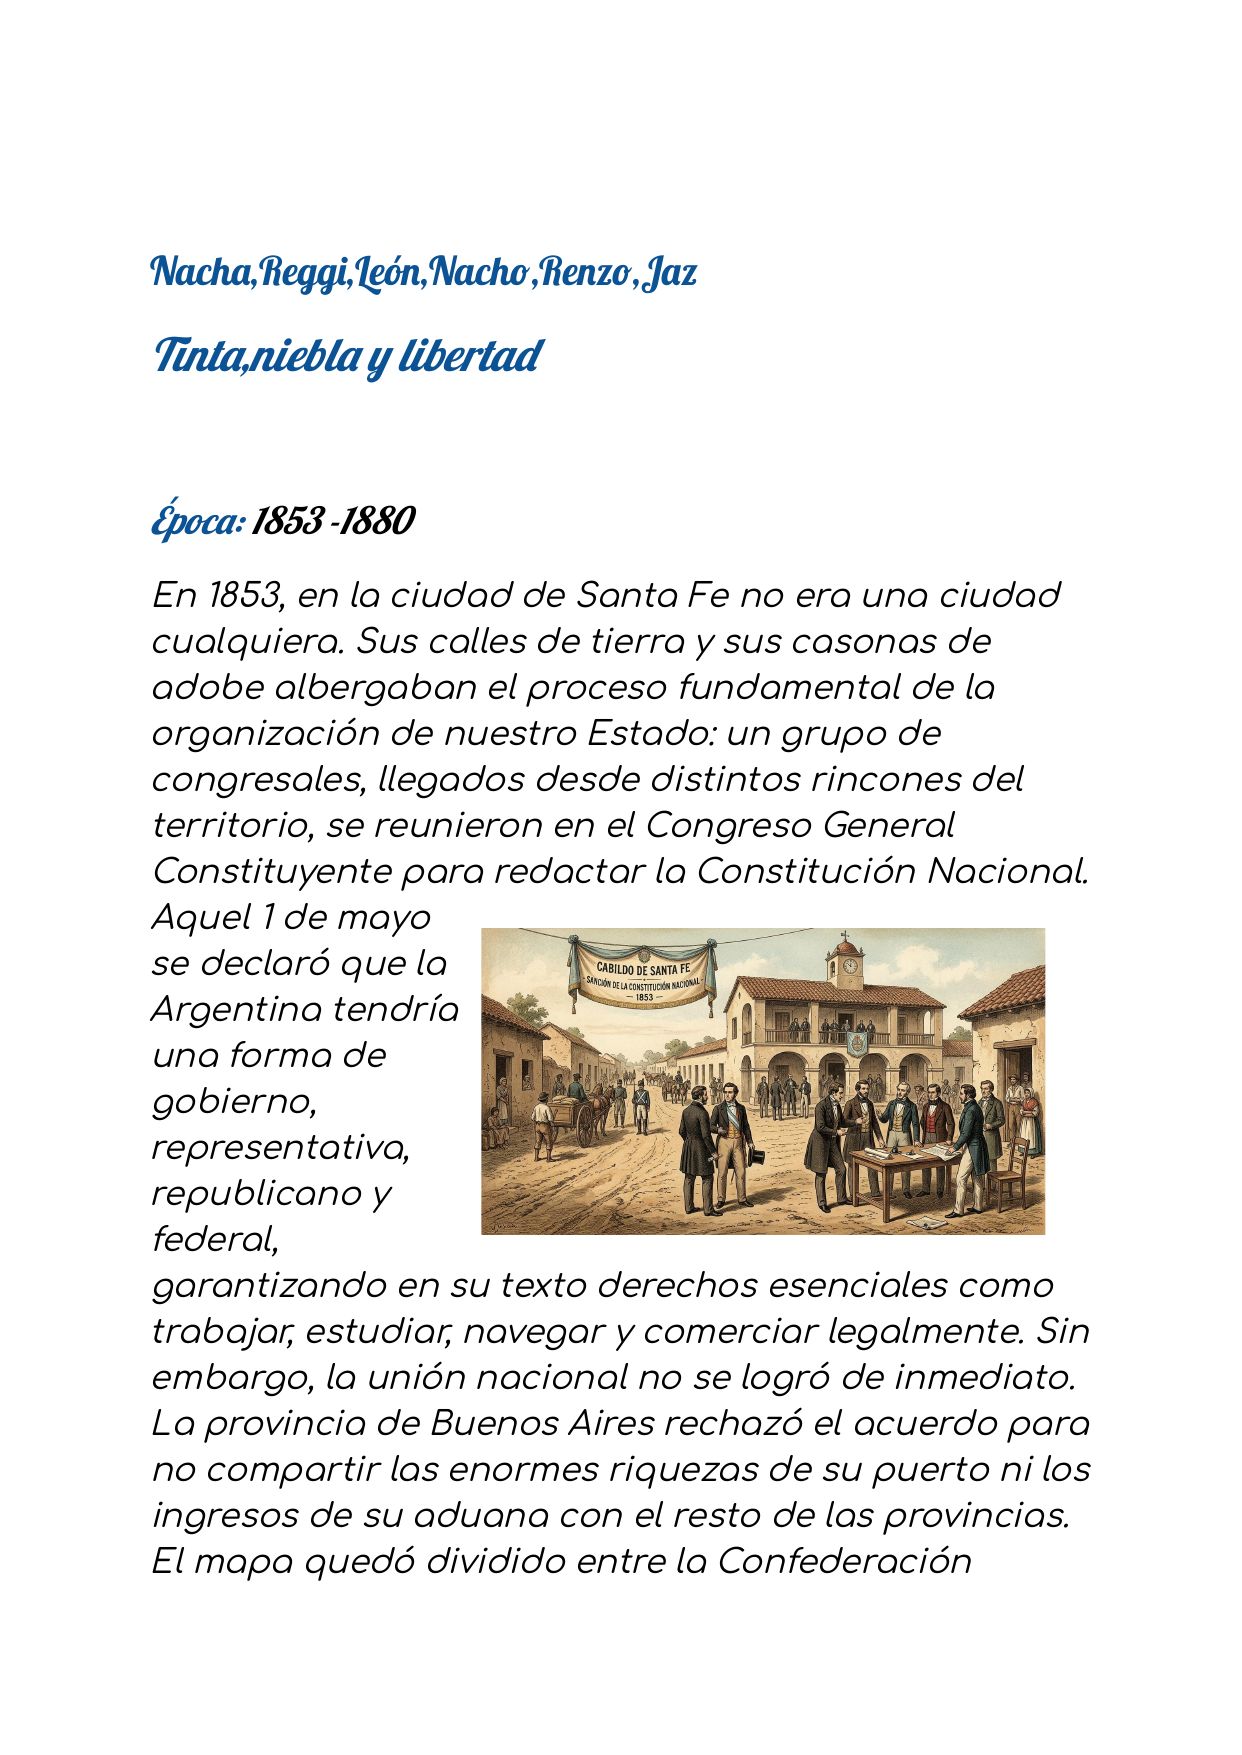 Nacha,Reggi,León,Nacho,Renzo,Jaz
Tinta,niebla y libertad
Época: 1853 -1880
En 1853, en la ciudad de Santa Fe no era una ciudad
cualquiera. Sus calles de tierra y sus casonas de
adobe albergaban el proceso fundamental de la
organización de nuestro Estado: un grupo de
congresales, llegados desde distintos rincones del
territorio, se reunieron en el Congreso General
Constituyente para redactar la Constitución Nacional.
Aquel 1 de mayo
se declaró que la
Argentina tendría
una forma de
gobierno,
representativa,
republicano y
federal,
CABILDO DE SANTA FE
SANCIÓN DE LA CONSTITUCIÓN NACIONAL
1853
garantizando en su texto derechos esenciales como
trabajar, estudiar, navegar y comerciar legalmente. Sin
embargo, la unión nacional no se logró de inmediato.
La provincia de Buenos Aires rechazó el acuerdo para
no compartir las enormes riquezas de su puerto ni los
ingresos de su aduana con el resto de las provincias.
El mapa quedó dividido entre la Confederación